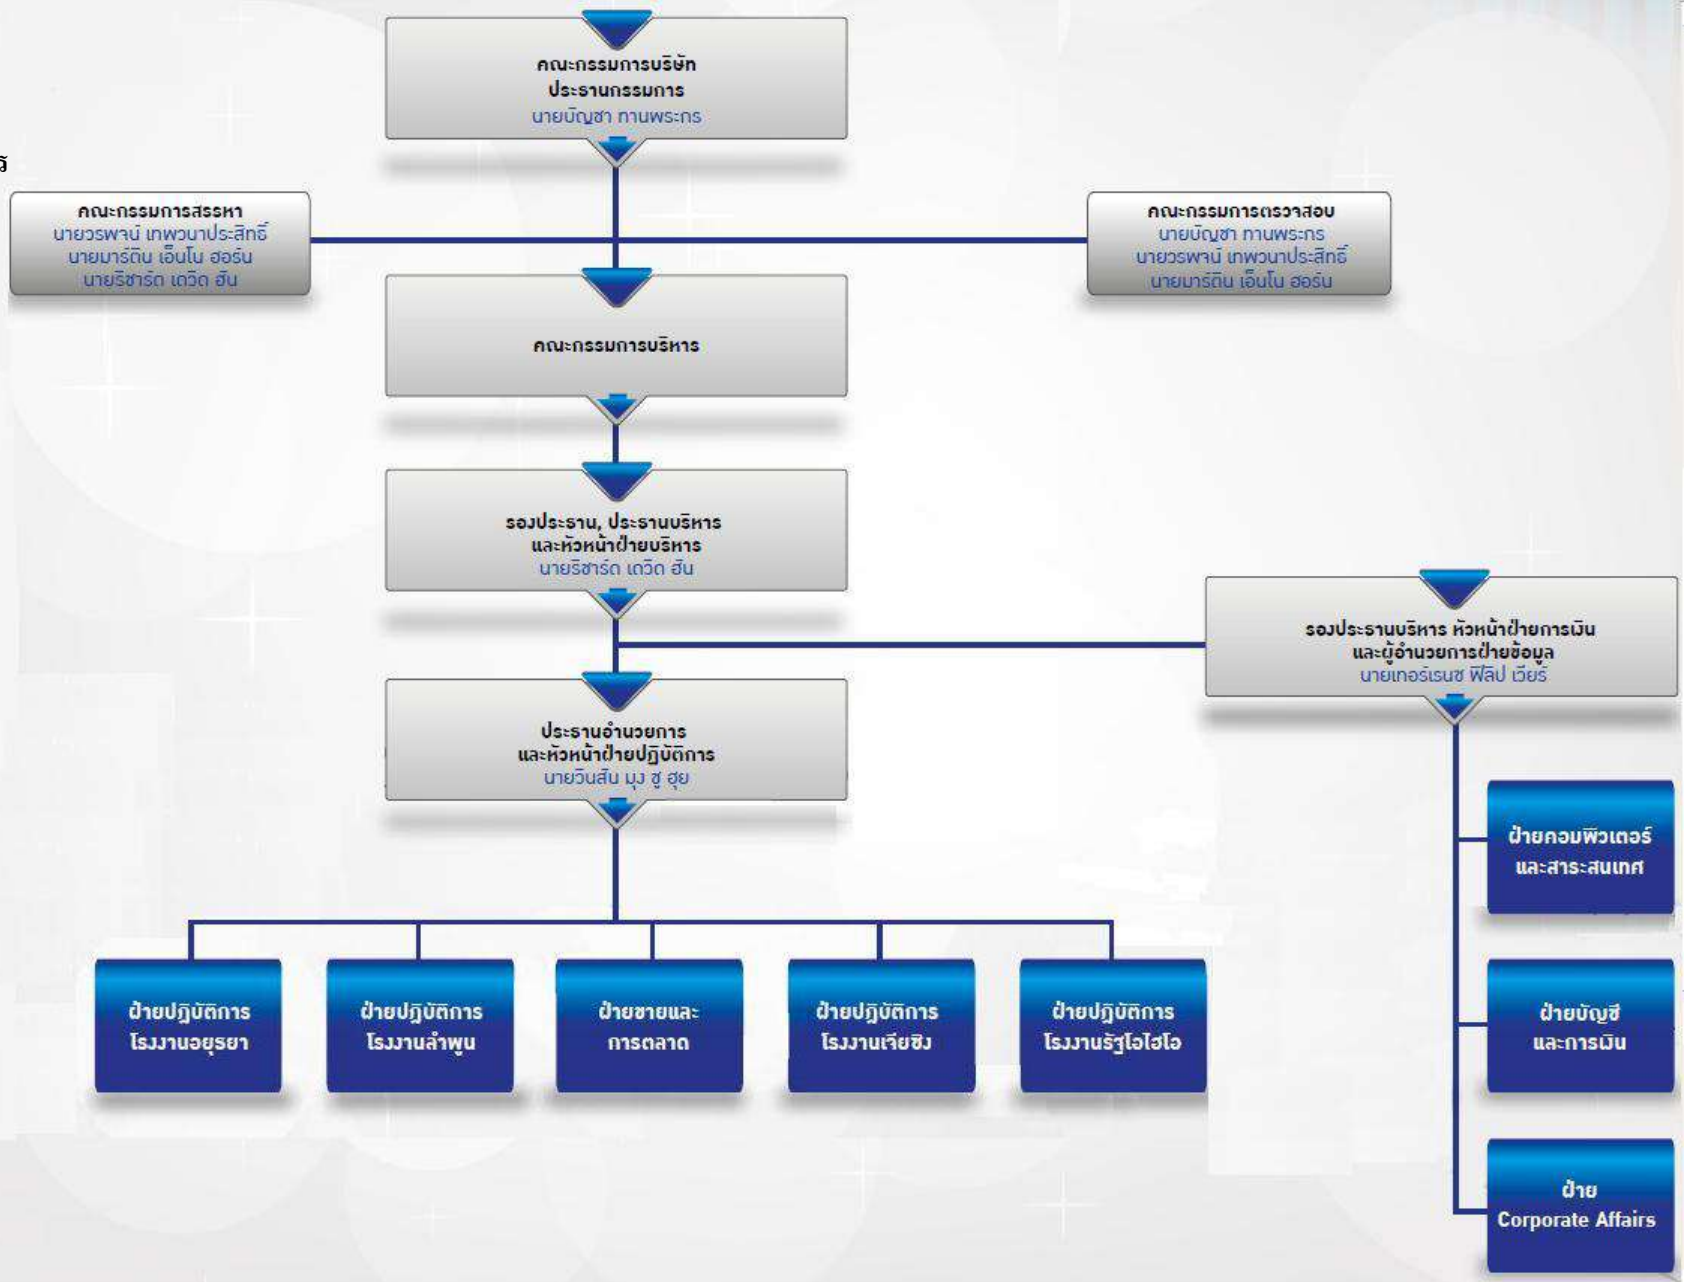 คณะกรรมการบริษัท
ประธานกรรมการ
นายบัญชา ทานพระกร
คณะกรรมการสรรหา
นายวรพจน์ เทพวนาประสิทธิ์
นายมาร์ติน เอ็นโน ฮอร์น
นายริชาร์ด เดวิด ฮัน
คณะกรรมการตรวจสอบ
นายบัญชา ทานพระกร
นายวรพจน์ เทพวนาประสิทธิ์
นายมาร์ติน เอ็นโน ฮอร์น
คณะกรรมการบริหาร
รองประธาน, ประธานบริหาร
และหัวหน้าฝ่ายบริหาร
นายริชาร์ด เดวิด ฮัน
รองประธานบริหาร หัวหน้าฝ่ายการเงิน
และผู้อำนวยการฝ่ายข้อมูล
นายเทอร์เรนซ ฟิลิป เวียร์
ประธานอำนวยการ
และหัวหน้าฝ่ายปฏิบัติการ
นายวินสัน มุง ชู ฮุย
ฝ่ายคอมพิวเตอร์
และสาระสนเทศ
ฝ่ายปฏิบัติการ
โรงงานอยุธยา
ฝ่ายปฏิบัติการ
โรงงานลำพูน
ฝ่ายขายและ
การตลาด
ฝ่ายปฏิบัติการ
โรงงานเจียซิง
ฝ่ายปฏิบัติการ
โรงงานรัฐโอไฮโอ
ฝ่ายบัญชี
และการเงิน
ฝ่าย
Corporate Affairs